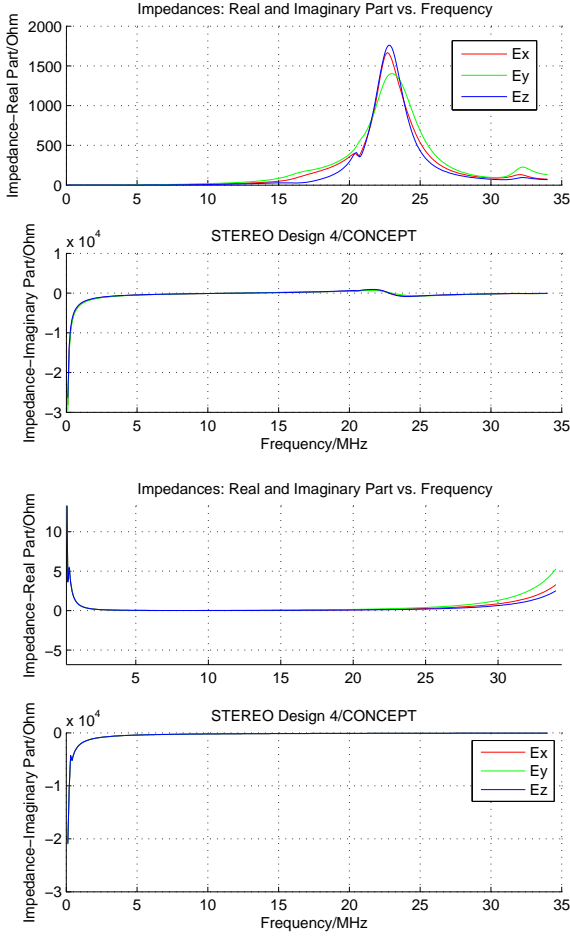 Impedances: Real and Imaginary Part vs. Frequency
Impedance−Real Part/Ohm
2000
1500
1000
500
0
0 5 10 15 20 25 30 35
Ex
Ey
Ez
x 10⁴
STEREO Design 4/CONCEPT
Impedance−Imaginary Part/Ohm
1
0
−1
−2
−3
0 5 10 15 20 25 30 35
Frequency/MHz
Impedances: Real and Imaginary Part vs. Frequency
Impedance−Real Part/Ohm
10
5
0
−5
5 10 15 20 25 30
x 10⁴
STEREO Design 4/CONCEPT
Impedance−Imaginary Part/Ohm
0
−1
−2
−3
Ex
Ey
Ez
0 5 10 15 20 25 30 35
Frequency/MHz